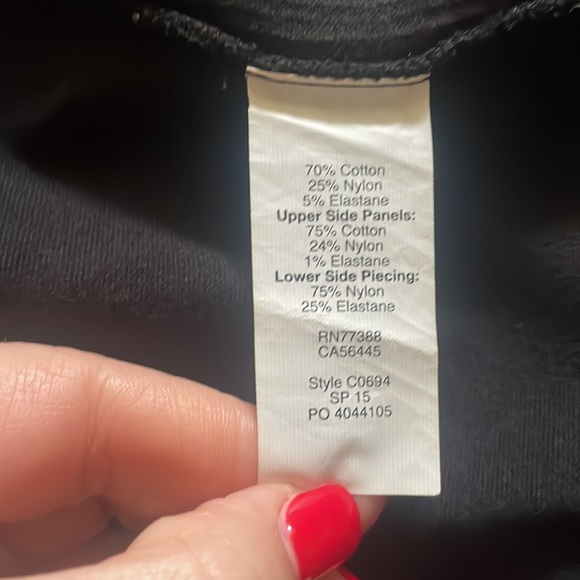 70% Cotton
25% Nylon
5% Elastane
Upper Side Panels:
75% Cotton
24% Nylon
1% Elastane
Lower Side Piecing:
75% Nylon
25% Elastane
RN77388
CA56445
Style C0694
SP 15
PO 4044105